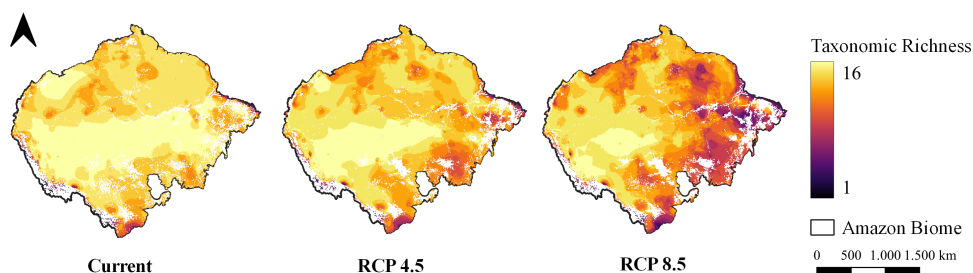 Taxonomic Richness
16
1
Amazon Biome
0 500 1.000 1.500 km
Current
RCP 4.5
RCP 8.5